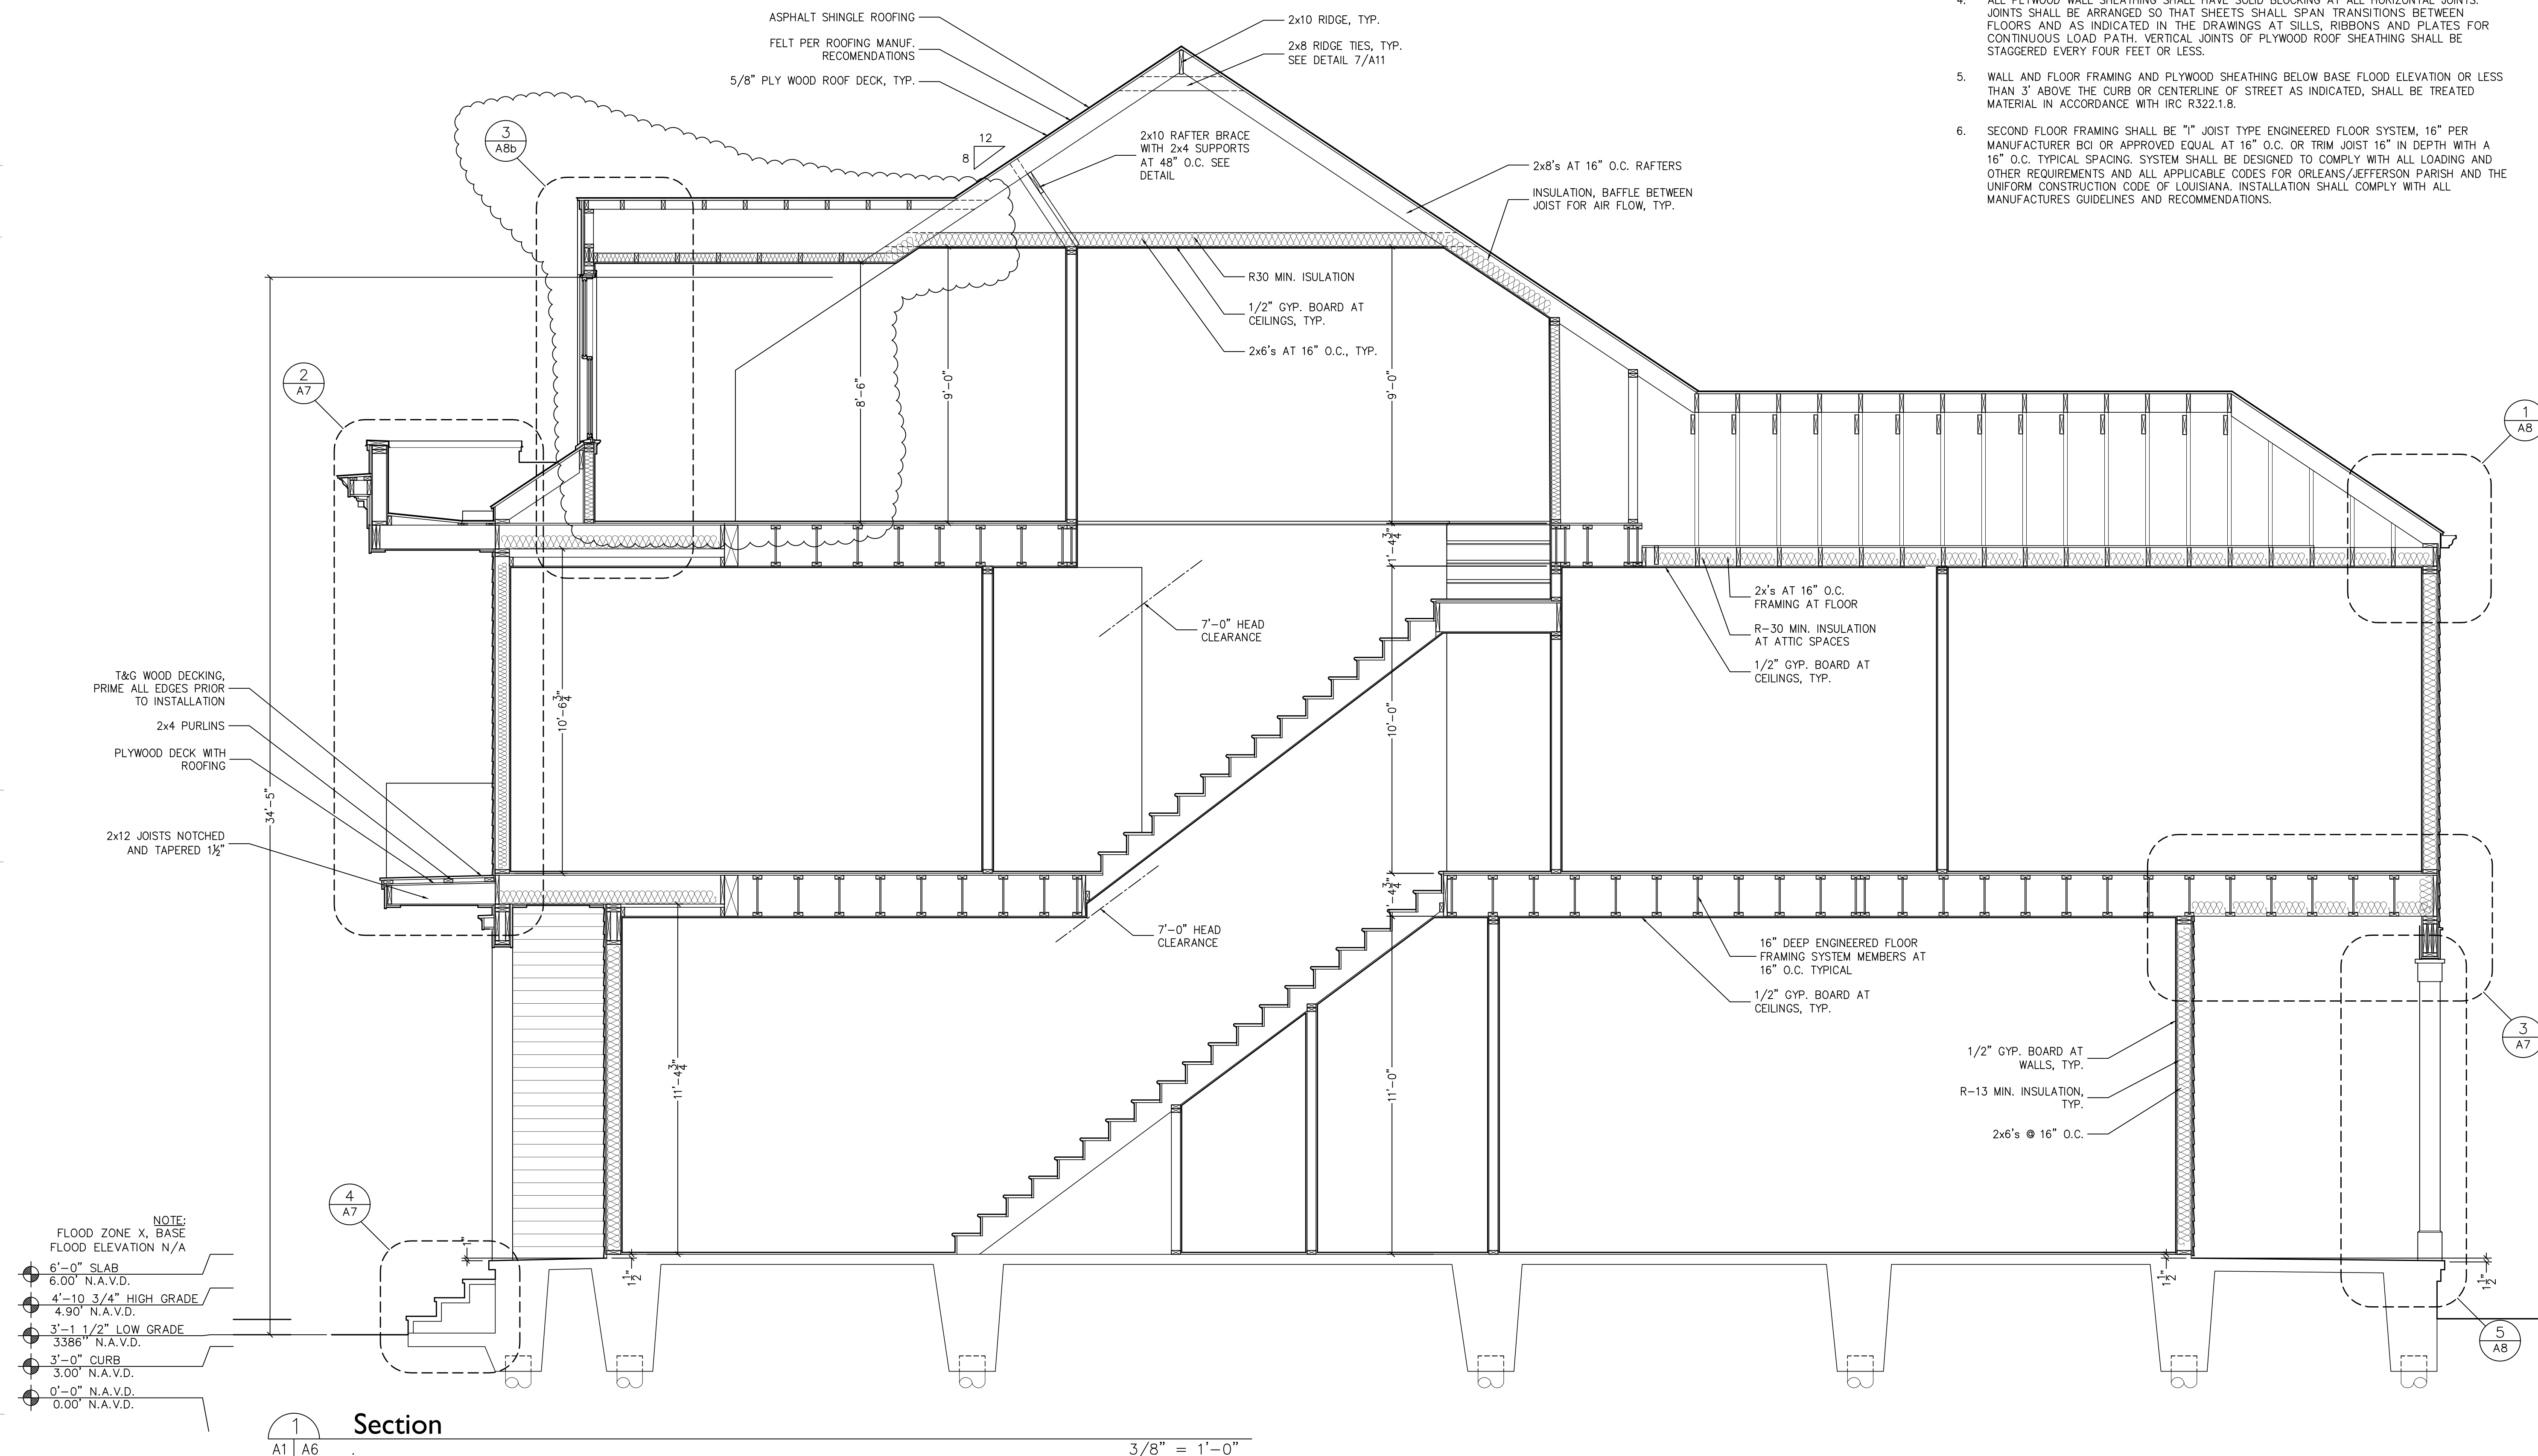 4. ALL PLYWOOD WALL SHEATHING SHALL HAVE SOLID BLOCKING AT ALL HORIZONTAL JOINTS.
JOINTS SHALL BE ARRANGED SO THAT SHEETS SHALL SPAN TRANSITIONS BETWEEN
FLOORS AND AS INDICATED IN THE DRAWINGS AT SILLS, RIBBONS AND PLATES FOR
CONTINUOUS LOAD PATH. VERTICAL JOINTS OF PLYWOOD ROOF SHEATHING SHALL BE
STAGGERED EVERY FOUR FEET OR LESS.
5. WALL AND FLOOR FRAMING AND PLYWOOD SHEATHING BELOW BASE FLOOD ELEVATION OR LESS
THAN 3' ABOVE THE CURB OR CENTERLINE OF STREET AS INDICATED, SHALL BE TREATED
MATERIAL IN ACCORDANCE WITH IRC R322.1.8.
6. SECOND FLOOR FRAMING SHALL BE "I" JOIST TYPE ENGINEERED FLOOR SYSTEM, 16" PER
MANUFACTURER BCI OR APPROVED EQUAL AT 16" O.C. OR TRIM JOIST 16" IN DEPTH WITH A
16" O.C. TYPICAL SPACING. SYSTEM SHALL BE DESIGNED TO COMPLY WITH ALL LOADING AND
OTHER REQUIREMENTS AND ALL APPLICABLE CODES FOR ORLEANS/JEFFERSON PARISH AND THE
UNIFORM CONSTRUCTION CODE OF LOUISIANA. INSTALLATION SHALL COMPLY WITH ALL
MANUFACTURES GUIDELINES AND RECOMMENDATIONS.
ASPHALT SHINGLE ROOFING
FELT PER ROOFING MANUF.
RECOMENDATIONS
5/8" PLY WOOD ROOF DECK, TYP.
2x10 RIDGE, TYP.
2x8 RIDGE TIES, TYP.
SEE DETAIL 7/A11
3
A8b
12
8
2x10 RAFTER BRACE
WITH 2x4 SUPPORTS
AT 48" O.C. SEE
DETAIL
2x8's AT 16" O.C. RAFTERS
INSULATION, BAFFLE BETWEEN
JOIST FOR AIR FLOW, TYP.
R30 MIN. ISULATION
1/2" GYP. BOARD AT
CEILINGS, TYP.
2x6's AT 16" O.C., TYP.
8'-6"
9'-0"
9'-0"
2
A7
1
A8
1'-4 3/4"
7'-0" HEAD
CLEARANCE
2x's AT 16" O.C.
FRAMING AT FLOOR
R-30 MIN. INSULATION
AT ATTIC SPACES
1/2" GYP. BOARD AT
CEILINGS, TYP.
T&G WOOD DECKING,
PRIME ALL EDGES PRIOR
TO INSTALLATION
2x4 PURLINS
PLYWOOD DECK WITH
ROOFING
2x12 JOISTS NOTCHED
AND TAPERED 1½"
34'-5"
10'-6 3/4"
10'-0"
1'-4 3/4"
7'-0" HEAD
CLEARANCE
16" DEEP ENGINEERED FLOOR
FRAMING SYSTEM MEMBERS AT
16" O.C. TYPICAL
1/2" GYP. BOARD AT
CEILINGS, TYP.
3
A7
11'-4 3/4"
11'-0"
1/2" GYP. BOARD AT
WALLS, TYP.
R-13 MIN. INSULATION,
TYP.
2x6's @ 16" O.C.
4
A7
1"
1 1/2"
1 1/2"
1 1/2"
5
A8
NOTE:
FLOOD ZONE X, BASE
FLOOD ELEVATION N/A
6'-0" SLAB
6.00' N.A.V.D.
4'-10 3/4" HIGH GRADE
4.90' N.A.V.D.
3'-1 1/2" LOW GRADE
3386" N.A.V.D.
3'-0" CURB
3.00' N.A.V.D.
0'-0" N.A.V.D.
0.00' N.A.V.D.
1
A1 A6
Section
3/8" = 1'-0"